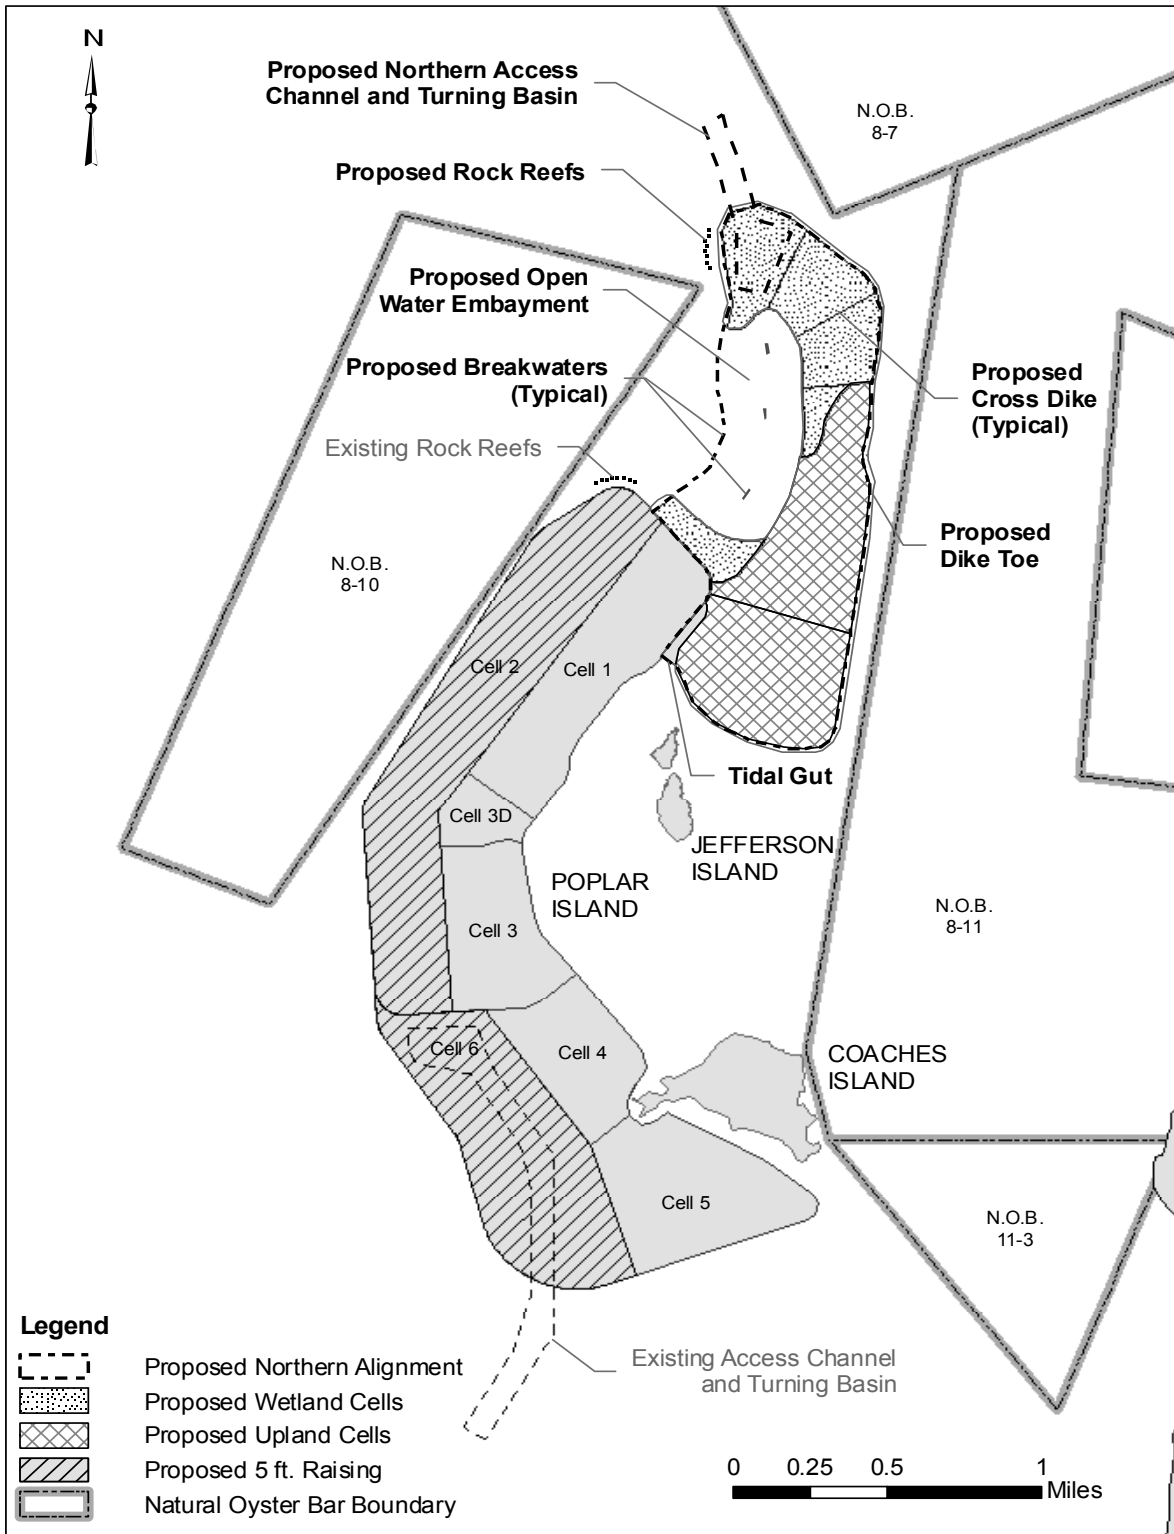 N
Proposed Northern Access
Channel and Turning Basin
N.O.B.
8-7
Proposed Rock Reefs
Proposed Open
Water Embayment
Proposed Breakwaters
(Typical)
Proposed
Cross Dike
(Typical)
Existing Rock Reefs
Proposed
Dike Toe
N.O.B.
8-10
Cell 2
Cell 1
Tidal Gut
Cell 3D
JEFFERSON
ISLAND
POPLAR
ISLAND
Cell 3
N.O.B.
8-11
Cell 6
Cell 4
COACHES
ISLAND
Cell 5
N.O.B.
11-3
Existing Access Channel
and Turning Basin
Legend
Proposed Northern Alignment
Proposed Wetland Cells
Proposed Upland Cells
Proposed 5 ft. Raising
Natural Oyster Bar Boundary
0 0.25 0.5 1
Miles